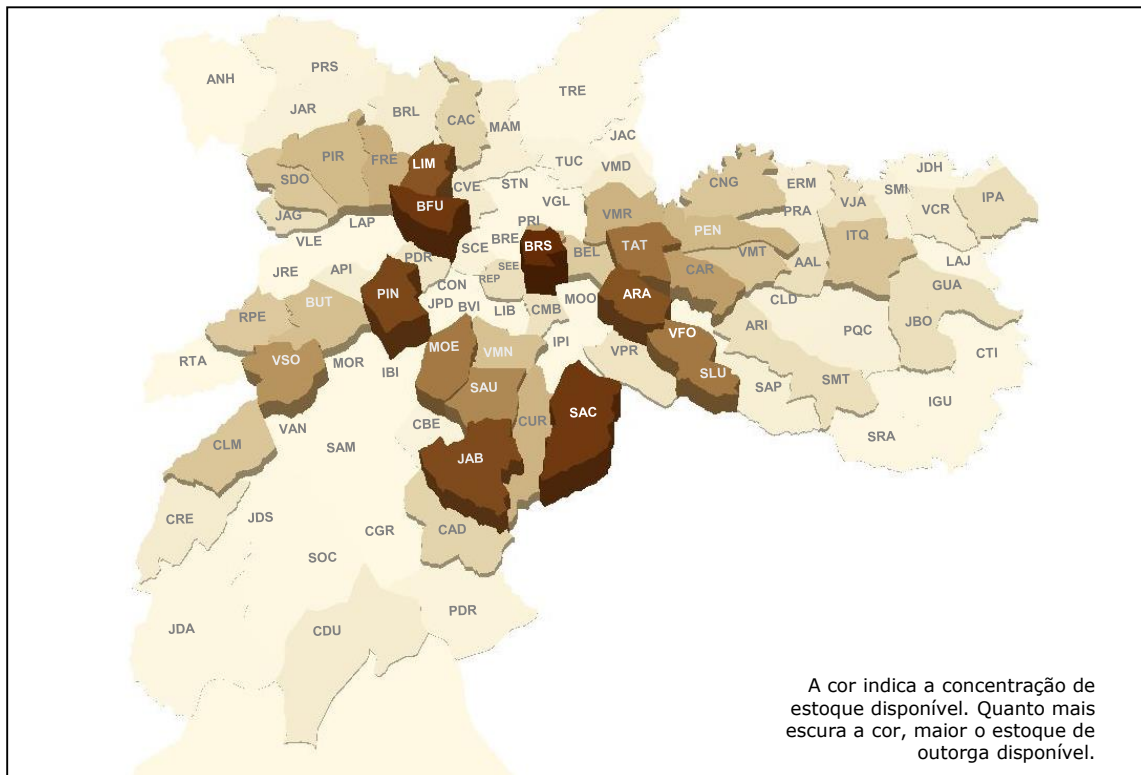 ANH
PRS
TRE
JAR
BRL
CAC
MAM
JAC
PIR
FRE
LIM
TUC
VMD
SDO
CVE
STN
CNG
ERM
SMI
JDH
JAG
LAP
BFU
VGL
VMR
PRA
VJA
VCR
IPA
VLE
PRI
PEN
ITQ
SCE
BRE
BRS
BEL
TAT
VMT
AAL
LAJ
JRE
API
PDR
SEE
REP
CAR
GUA
BUT
PIN
CON
JPD
BVI
LIB
CMB
MOO
ARA
CLD
RPE
VFO
ARI
PQC
JBO
RTA
VSO
MOR
IBI
MOE
VMN
IPI
VPR
SLU
CTI
SAU
SAP
SMT
IGU
VAN
CBE
CUR
SAC
SRA
CLM
SAM
JAB
CRE
JDS
CGR
CAD
SOC
JDA
CDU
PDR
A cor indica a concentração de
estoque disponível. Quanto mais
escura a cor, maior o estoque de
outorga disponível.